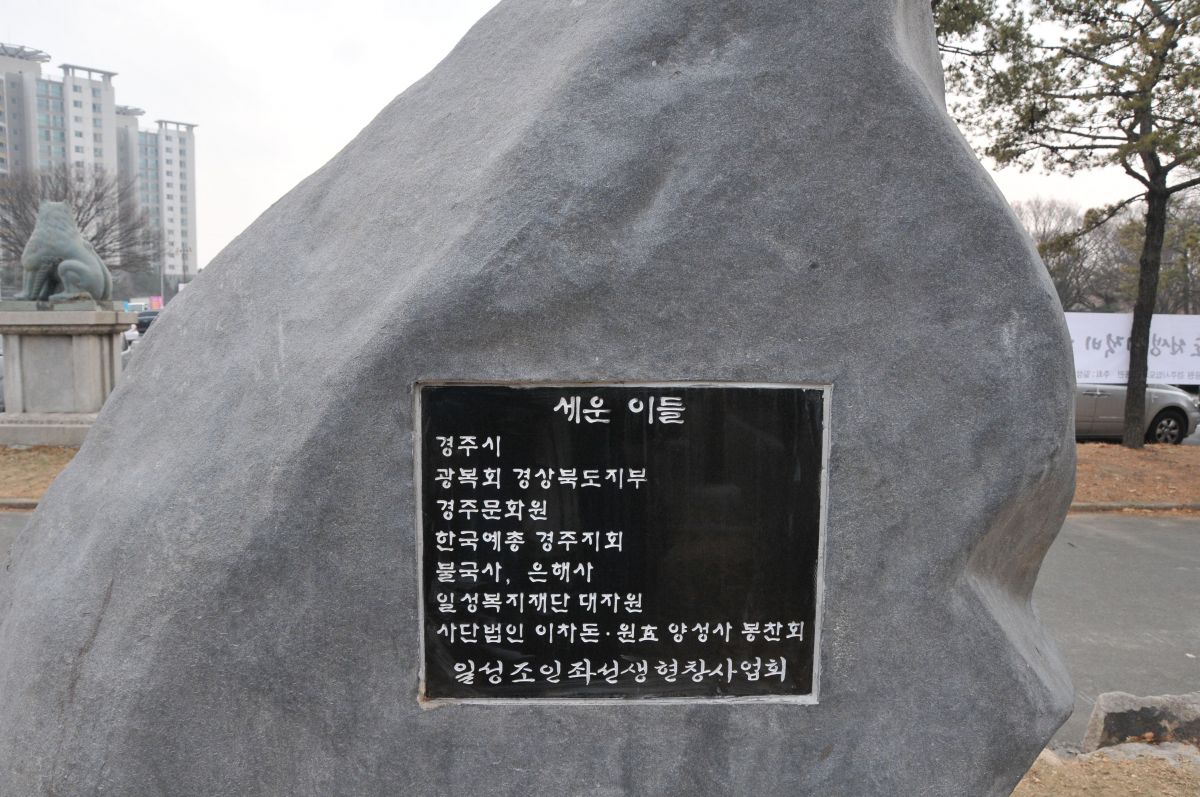 세운 이들
경주시
광복회 경상북도지부
경주문화원
한국예총 경주지회
불국사, 은해사
일성복지재단 대자원
사단법인 이차돈·원효 양성사 봉찬회
일성조인좌선생현창사업회